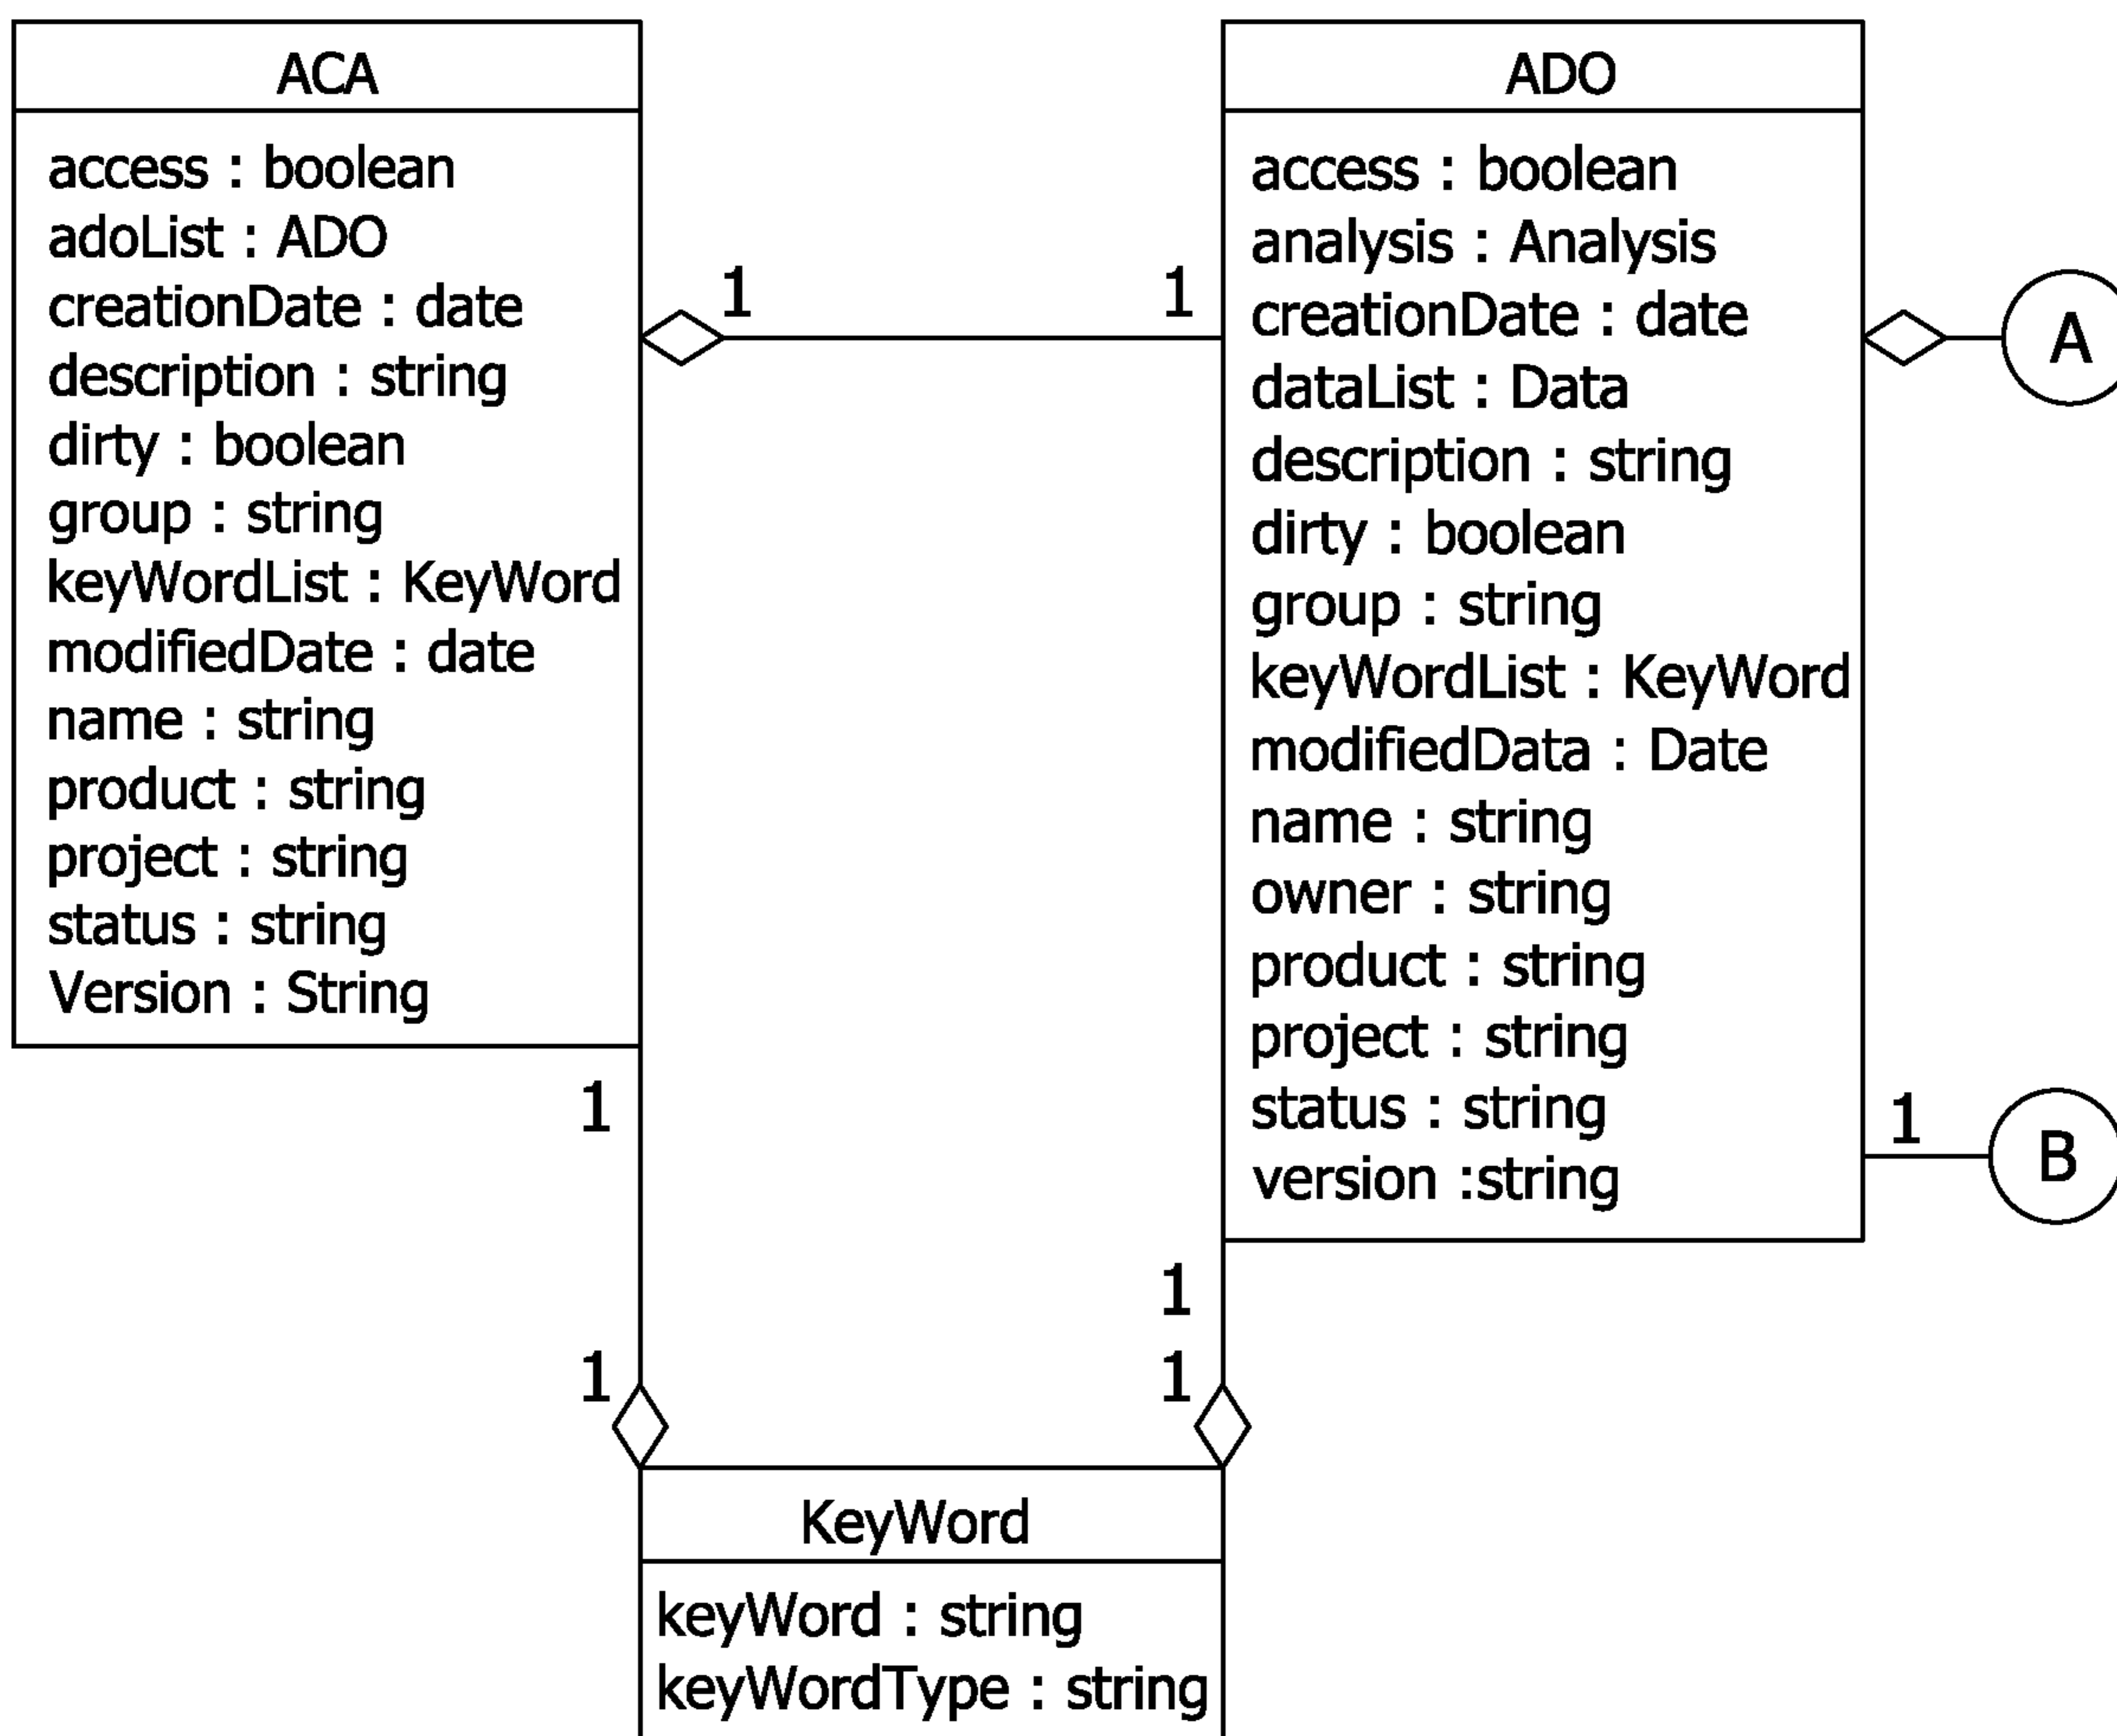 ACA
access : boolean
adoList : ADO
creationDate : date
description : string
dirty : boolean
group : string
keyWordList : KeyWord
modifiedDate : date
name : string
product : string
project : string
status : string
Version : String
1
1
ADO
access : boolean
analysis : Analysis
creationDate : date
dataList : Data
description : string
dirty : boolean
group : string
keyWordList : KeyWord
modifiedData : Date
name : string
owner : string
product : string
project : string
status : string
version :string
A
1
B
1
1
1
1
KeyWord
keyWord : string
keyWordType : string